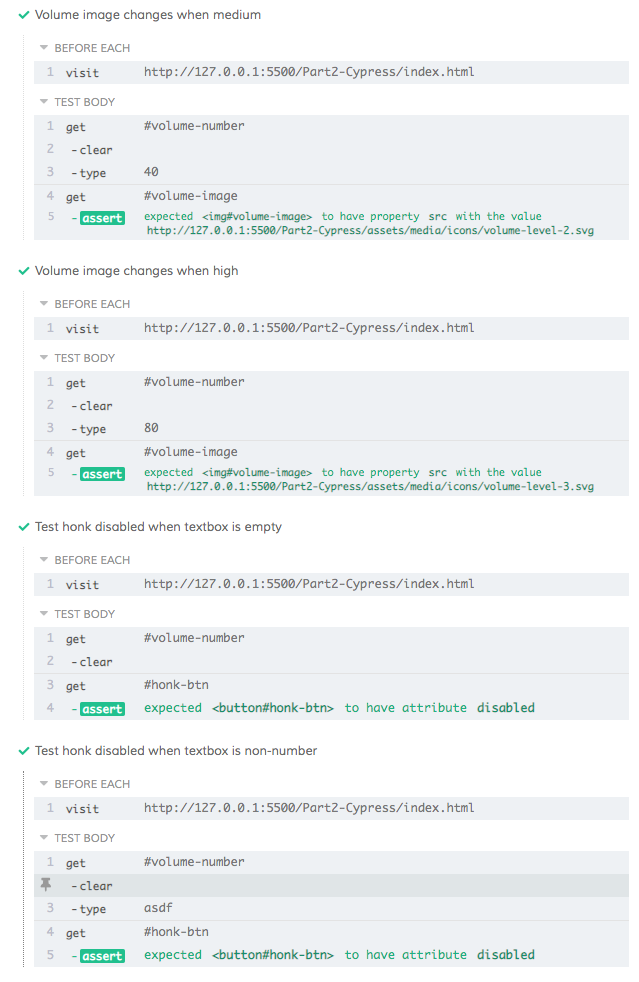 Volume image changes when medium
BEFORE EACH
1 visit http://127.0.0.1:5500/Part2-Cypress/index.html
TEST BODY
1 get #volume-number
2 -clear
3 -type 40
4 get #volume-image
5 -assert expected <img#volume-image> to have property src with the value
http://127.0.0.1:5500/Part2-Cypress/assets/media/icons/volume-level-2.svg
Volume image changes when high
BEFORE EACH
1 visit http://127.0.0.1:5500/Part2-Cypress/index.html
TEST BODY
1 get #volume-number
2 -clear
3 -type 80
4 get #volume-image
5 -assert expected <img#volume-image> to have property src with the value
http://127.0.0.1:5500/Part2-Cypress/assets/media/icons/volume-level-3.svg
Test honk disabled when textbox is empty
BEFORE EACH
1 visit http://127.0.0.1:5500/Part2-Cypress/index.html
TEST BODY
1 get #volume-number
2 -clear
3 get #honk-btn
4 -assert expected <button#honk-btn> to have attribute disabled
Test honk disabled when textbox is non-number
BEFORE EACH
1 visit http://127.0.0.1:5500/Part2-Cypress/index.html
TEST BODY
1 get #volume-number
-clear
3 -type asdf
4 get #honk-btn
5 -assert expected <button#honk-btn> to have attribute disabled